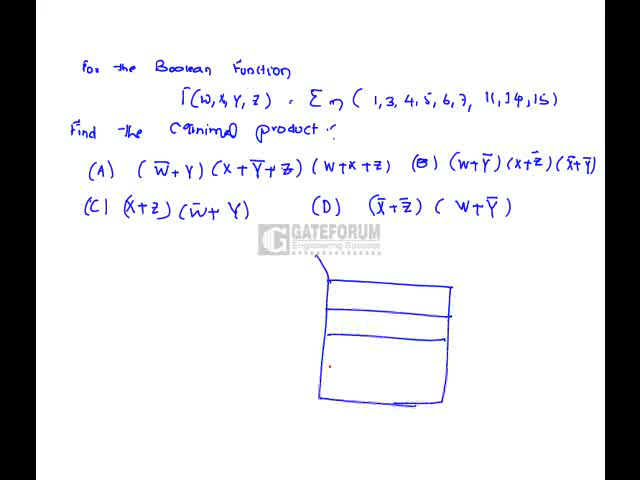 For the Boolean Function
F(W, X, Y, Z) = Σm ( 1, 3, 4, 5, 6, 7, 11, 14, 15)
Find the minimal product :
(A) (W̅ + Y) (X + Y̅ + Z) (W + X + Z) (B) (W + Y̅) (X + Z̅) (X̅ + Y̅)
(C) (X + Z) (W̅ + Y) (D) (X̅ + Z̅) ( W + Y̅ )
GATEFORUM
Engineering Success